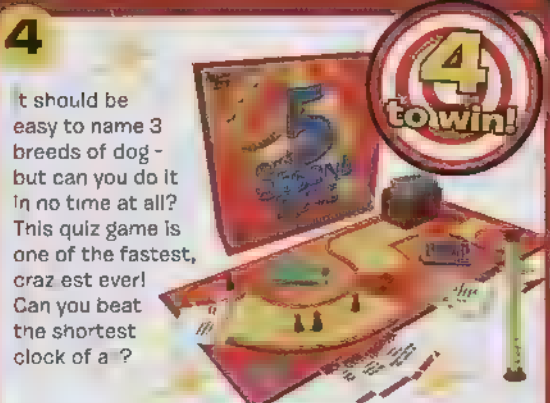 4
t should be
easy to name 3
breeds of dog -
but can you do it
in no time at all?
This quiz game is
one of the fastest,
craz est ever!
Can you beat
the shortest
clock of a ?
4
to win!
5